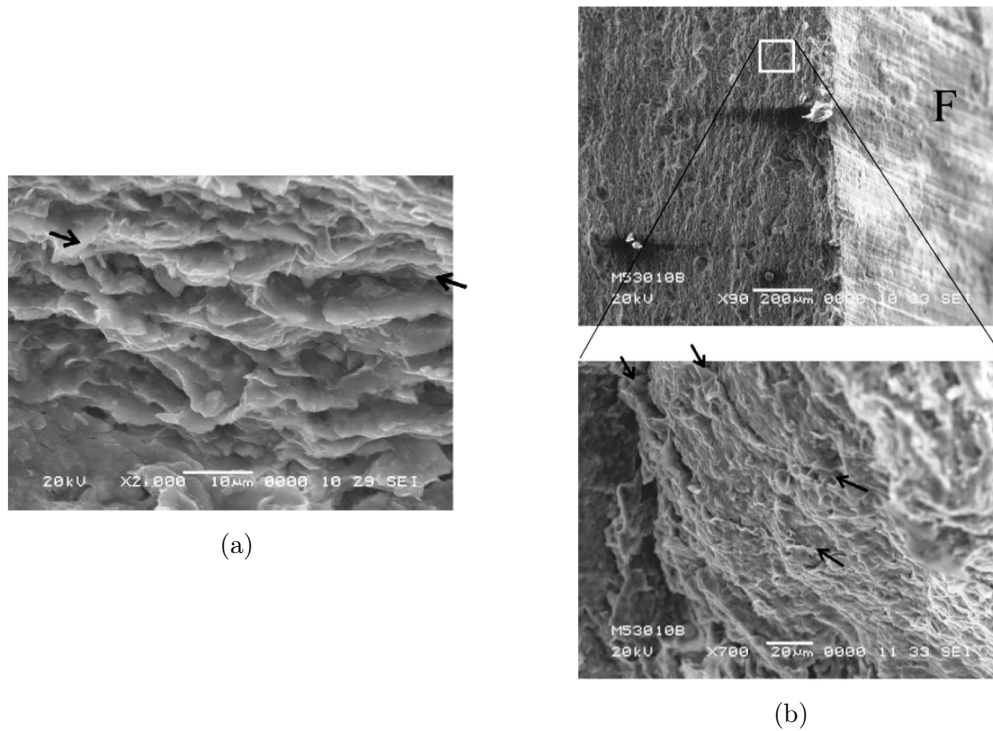 20kV X2,000 10μm 0000 10 29 SEI
(a)
F
M53010B
20kV X90 200μm 0000 10 33 SEI
M53010B
20kV X700 20μm 0000 11 33 SEI
(b)